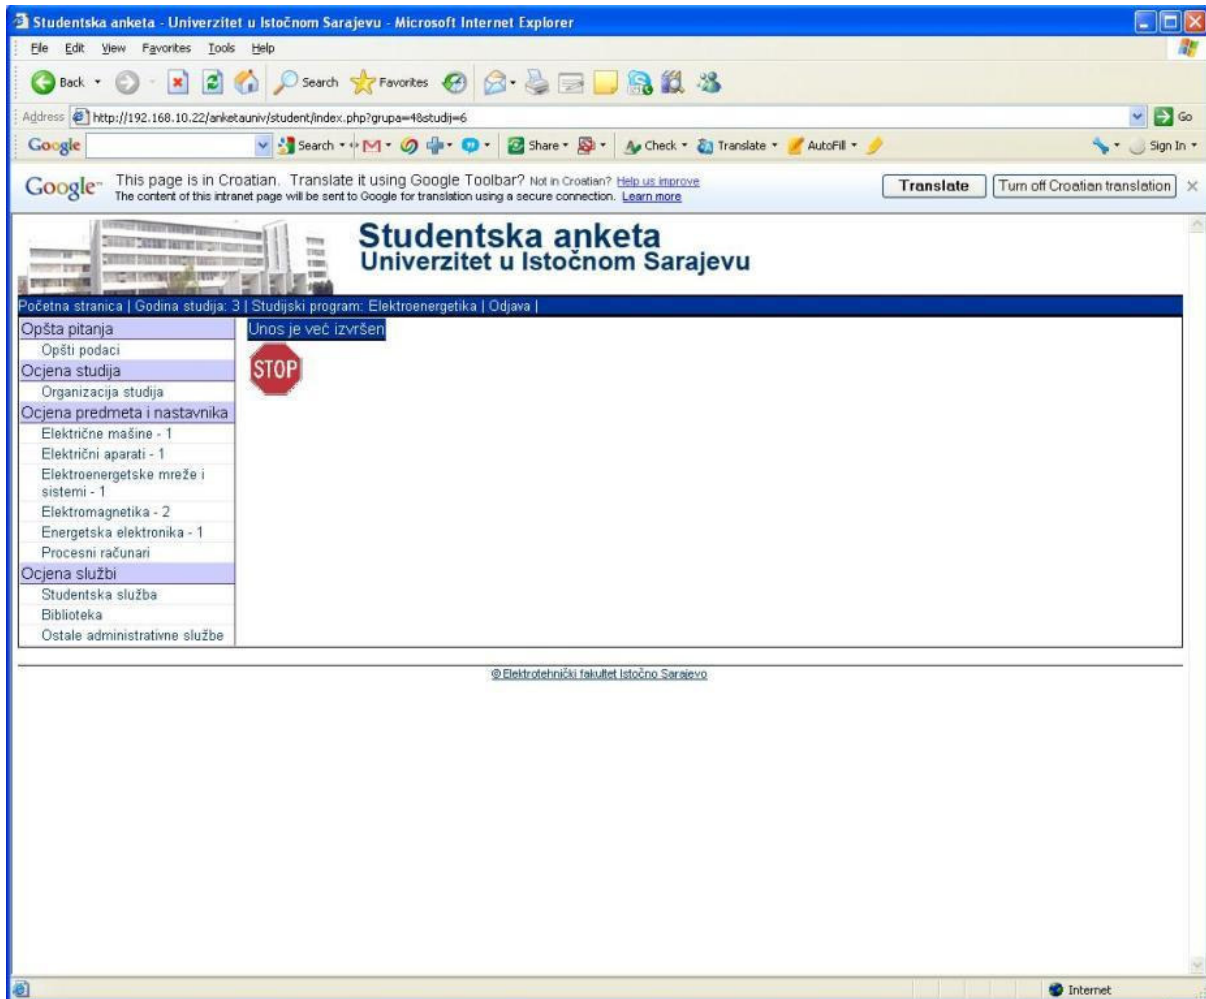 Studentska anketa - Univerzitet u Istočnom Sarajevu - Microsoft Internet Explorer
File Edit View Favorites Tools Help
Back Search Favorites
Address http://192.168.10.22/anketauniv/student/index.php?grupa=4&studij=6 Go
Google Search Share Check Translate AutoFill Sign In
Google This page is in Croatian. Translate it using Google Toolbar? Not in Croatian? Help us improve Translate Turn off Croatian translation
The content of this intranet page will be sent to Google for translation using a secure connection. Learn more
Studentska anketa
Univerzitet u Istočnom Sarajevu
Početna stranica | Godina studija: 3 | Studijski program: Elektroenergetika | Odjava |
Opšta pitanja
Opšti podaci
Ocjena studija
Organizacija studija
Ocjena predmeta i nastavnika
Električne mašine - 1
Električni aparati - 1
Elektroenergetske mreže i
sistemi - 1
Elektromagnetika - 2
Energetska elektronika - 1
Procesni računari
Ocjena službi
Studentska služba
Biblioteka
Ostale administrativne službe
Unos je već izvršen
STOP
© Elektrotehnički fakultet Istočno Sarajevo
Internet